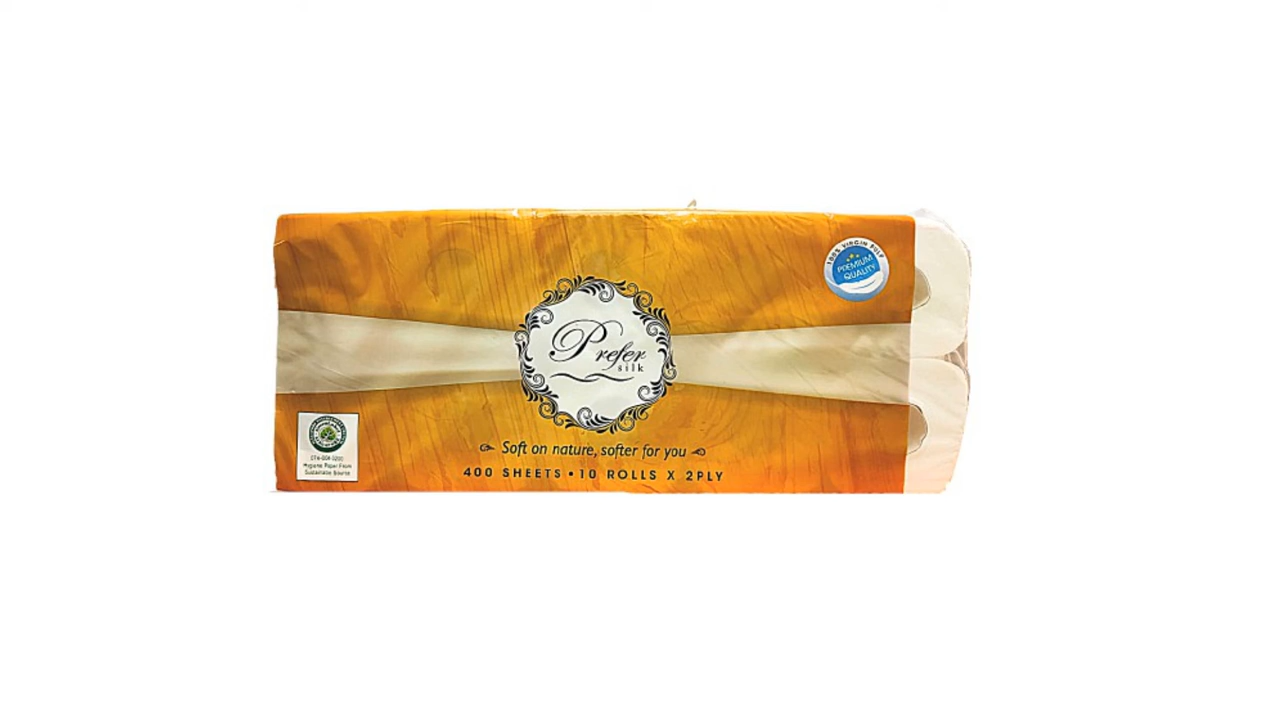 100% VIRGIN PULP
PREMIUM
QUALITY
Prefer
silk
Soft on nature, softer for you
400 SHEETS • 10 ROLLS X 2PLY
Hygiene Paper From
Sustainable Source